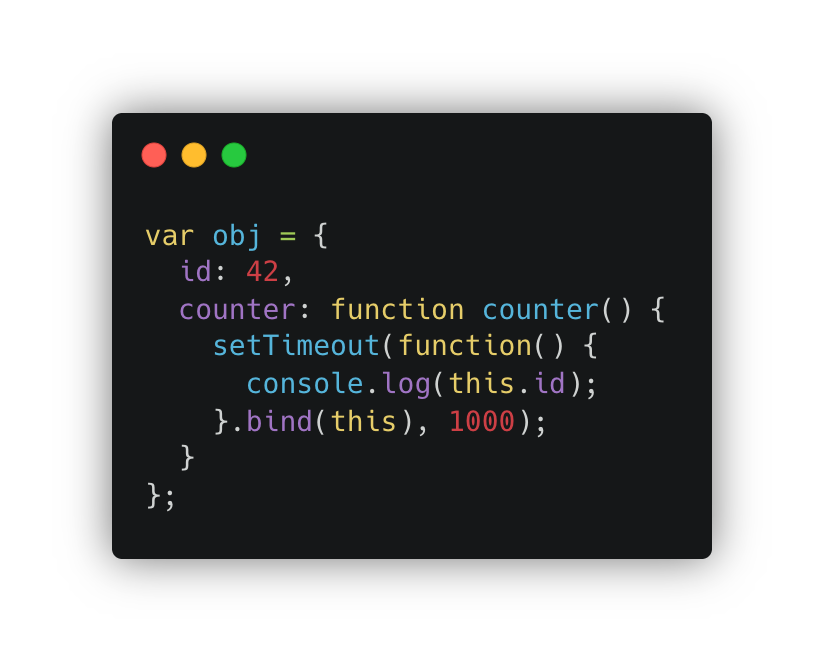 var obj = {
  id: 42,
  counter: function counter() {
    setTimeout(function() {
      console.log(this.id);
    }.bind(this), 1000);
  }
};